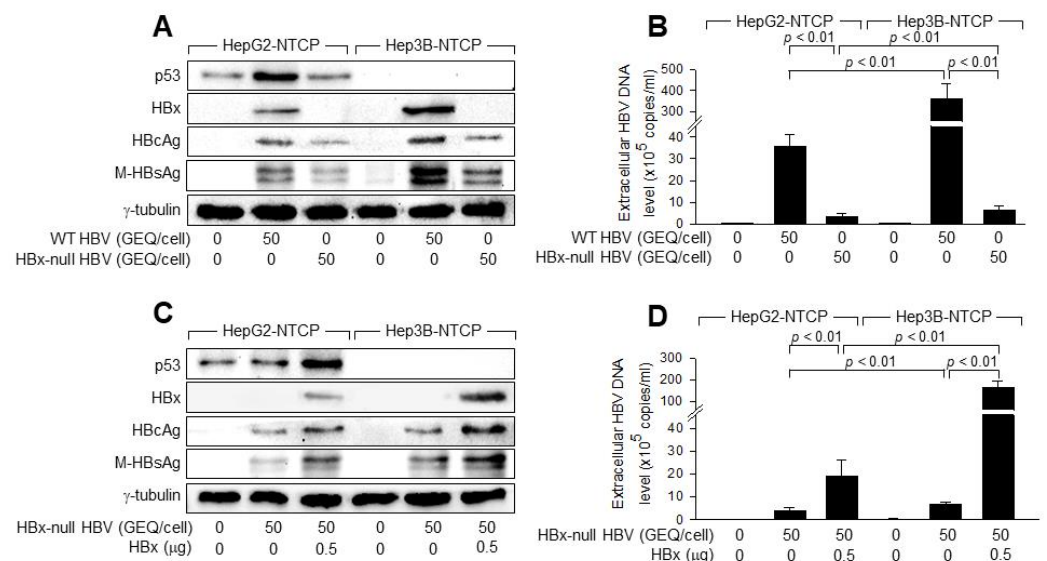 A
HepG2-NTCP Hep3B-NTCP
p53
HBx
HBcAg
M-HBsAg
γ-tubulin
WT HBV (GEQ/cell) 0 50 0 0 50 0
HBx-null HBV (GEQ/cell) 0 0 50 0 0 50
B
HepG2-NTCP Hep3B-NTCP
p < 0.01 p < 0.01
p < 0.01 p < 0.01
Extracellular HBV DNA
level (x10⁵ copies/ml)
500
400
300
40
30
20
10
0
WT HBV (GEQ/cell) 0 50 0 0 50 0
HBx-null HBV (GEQ/cell) 0 0 50 0 0 50
C
HepG2-NTCP Hep3B-NTCP
p53
HBx
HBcAg
M-HBsAg
γ-tubulin
HBx-null HBV (GEQ/cell) 0 50 50 0 50 50
HBx (µg) 0 0 0.5 0 0 0.5
D
HepG2-NTCP Hep3B-NTCP
p < 0.01 p < 0.01
p < 0.01 p < 0.01
Extracellular HBV DNA
level (x10⁵ copies/ml)
300
200
100
40
30
20
10
0
HBx-null HBV (GEQ/cell) 0 50 50 0 50 50
HBx (µg) 0 0 0.5 0 0 0.5